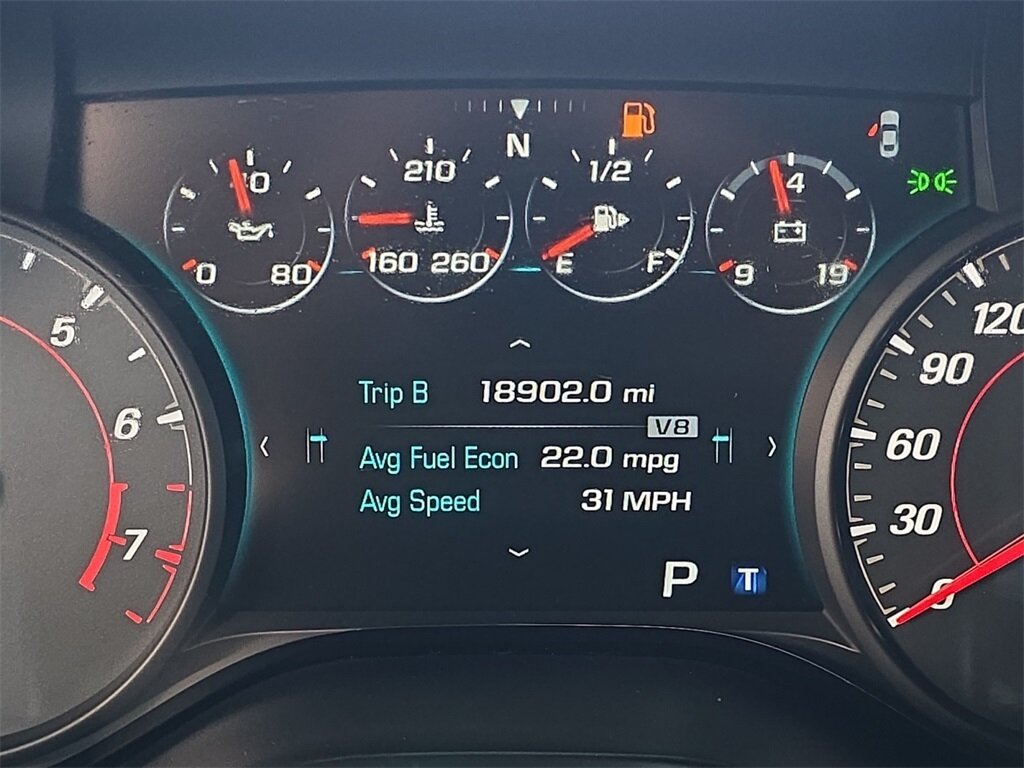 N
40
210
1/2
4
0 80
160 260
E F
9 19
5
6
7
120
90
60
30
0
Trip B 18902.0 mi
V8
Avg Fuel Econ 22.0 mpg
Avg Speed 31 MPH
P T